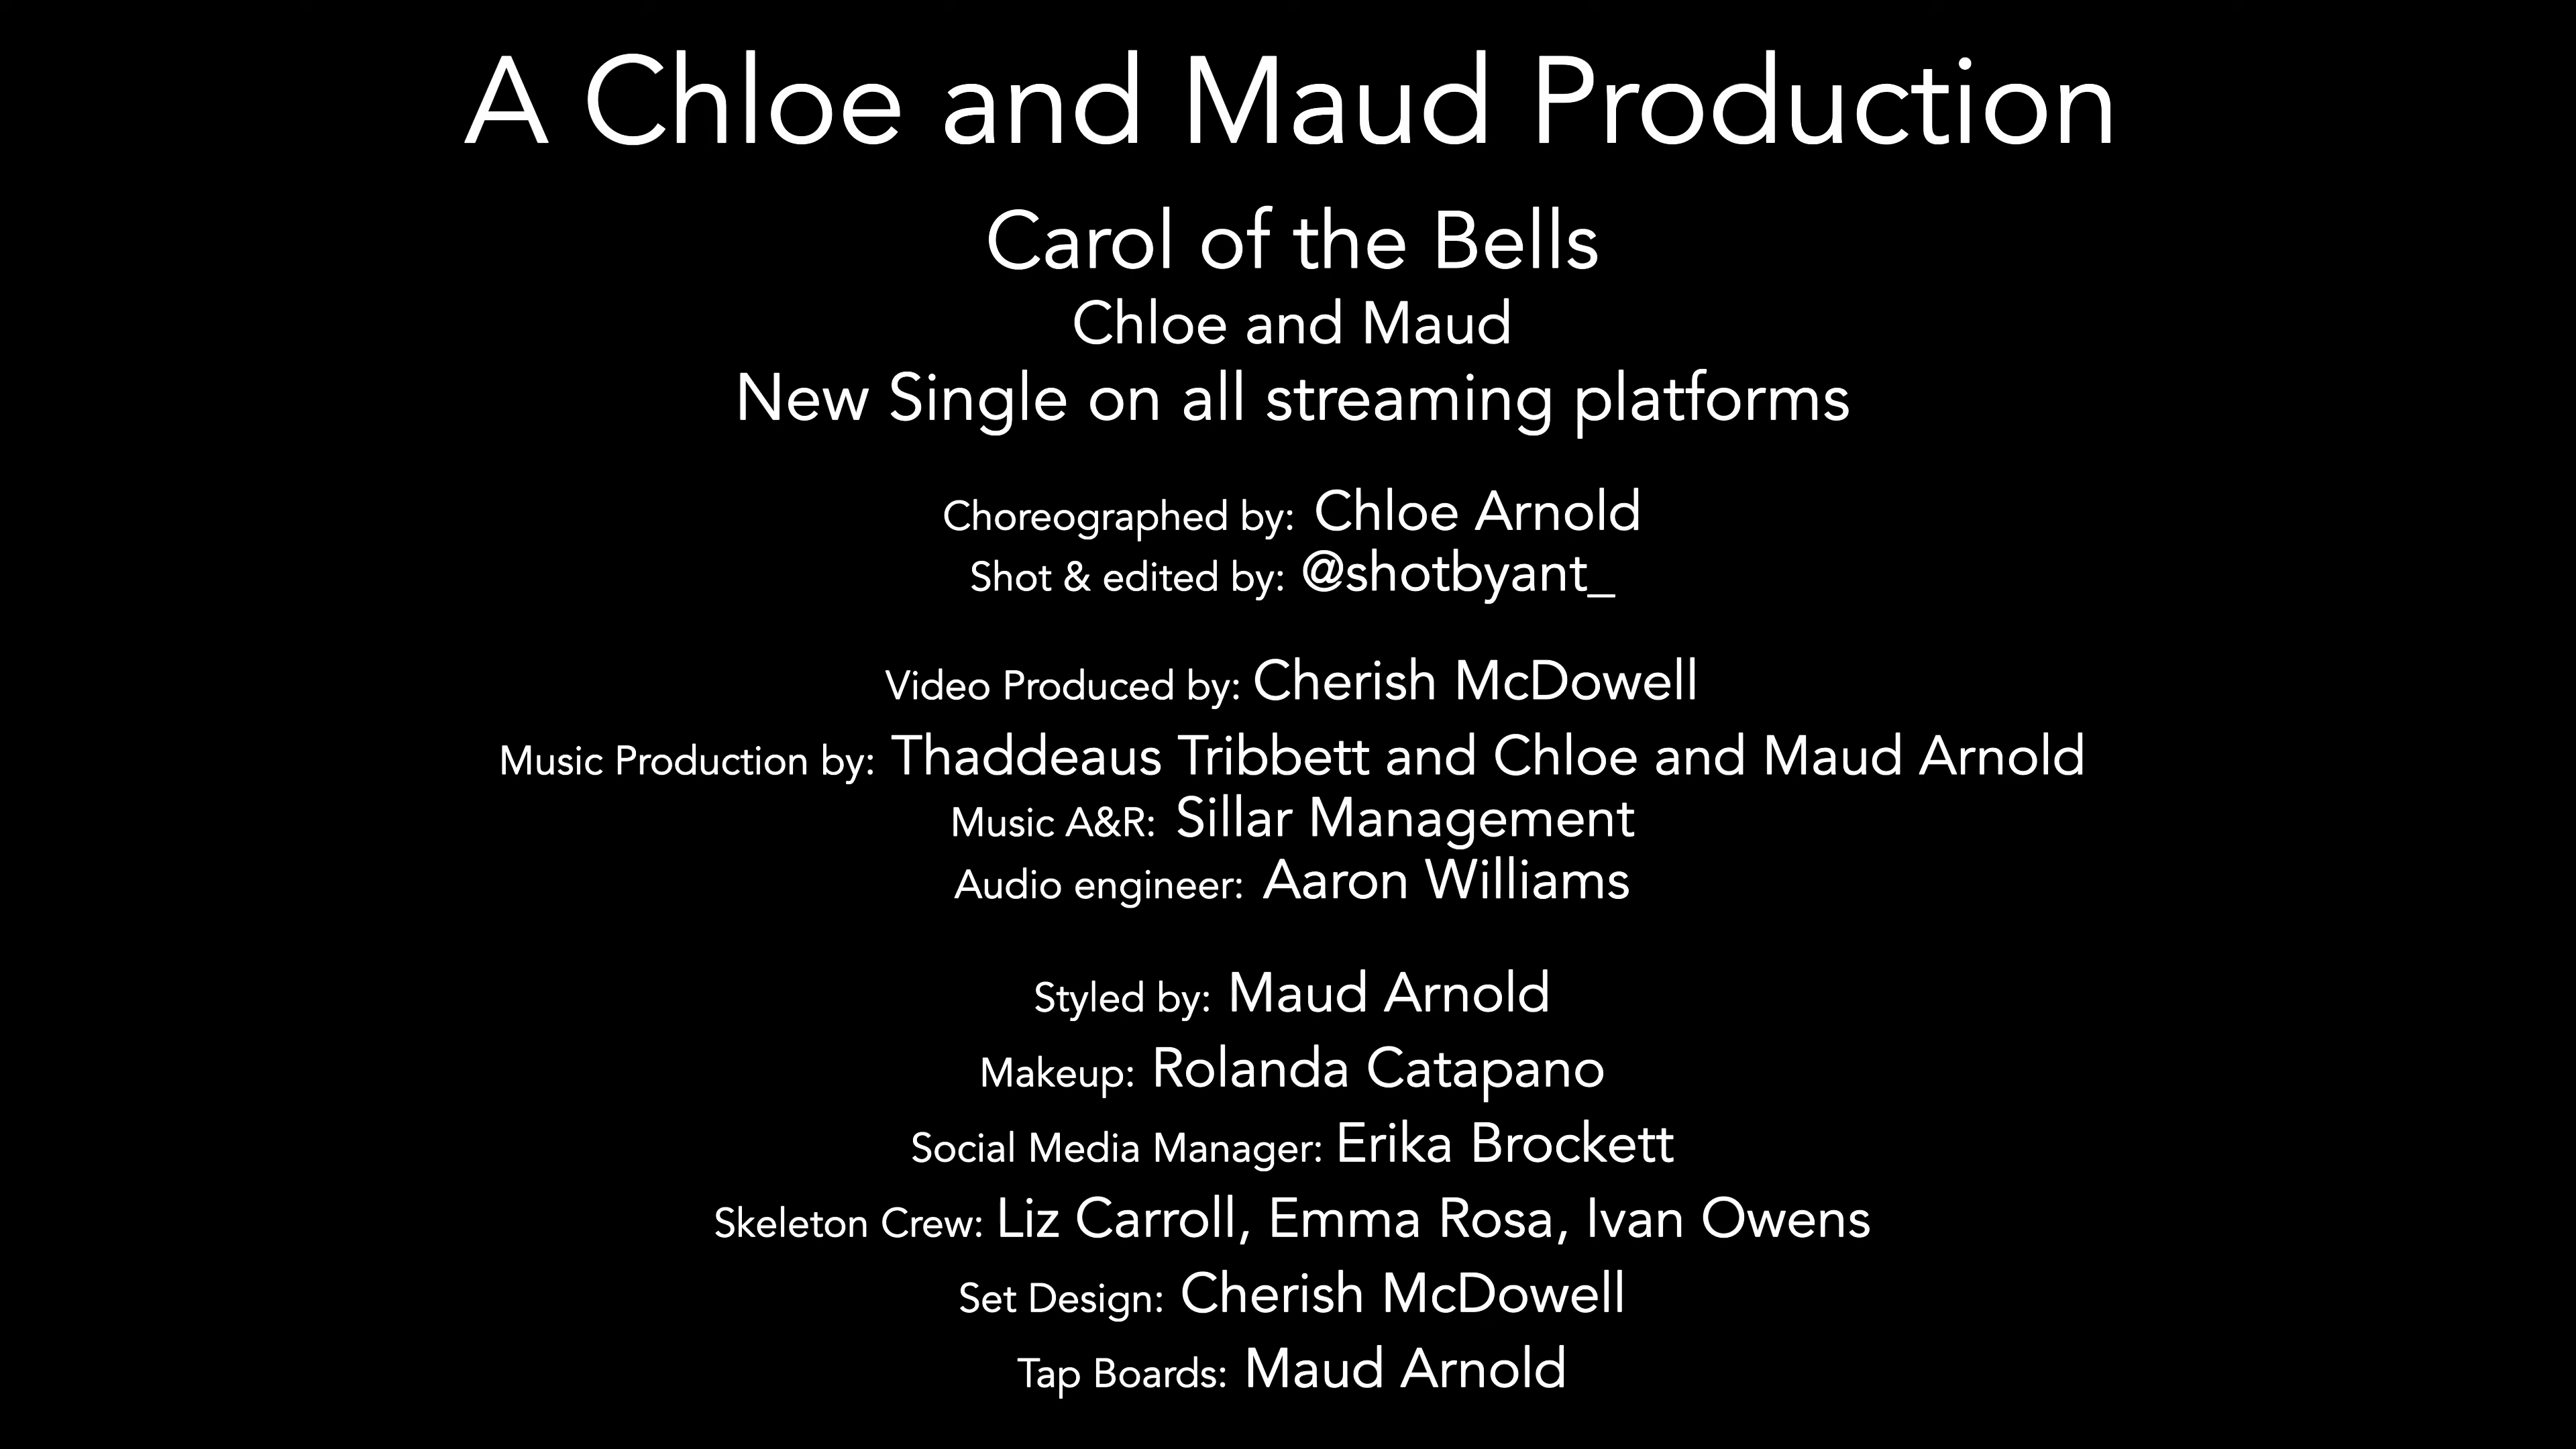 A Chloe and Maud Production
Carol of the Bells
Chloe and Maud
New Single on all streaming platforms
Choreographed by: Chloe Arnold
Shot & edited by: @shotbyant_
Video Produced by: Cherish McDowell
Music Production by: Thaddeaus Tribbett and Chloe and Maud Arnold
Music A&R: Sillar Management
Audio engineer: Aaron Williams
Styled by: Maud Arnold
Makeup: Rolanda Catapano
Social Media Manager: Erika Brockett
Skeleton Crew: Liz Carroll, Emma Rosa, Ivan Owens
Set Design: Cherish McDowell
Tap Boards: Maud Arnold